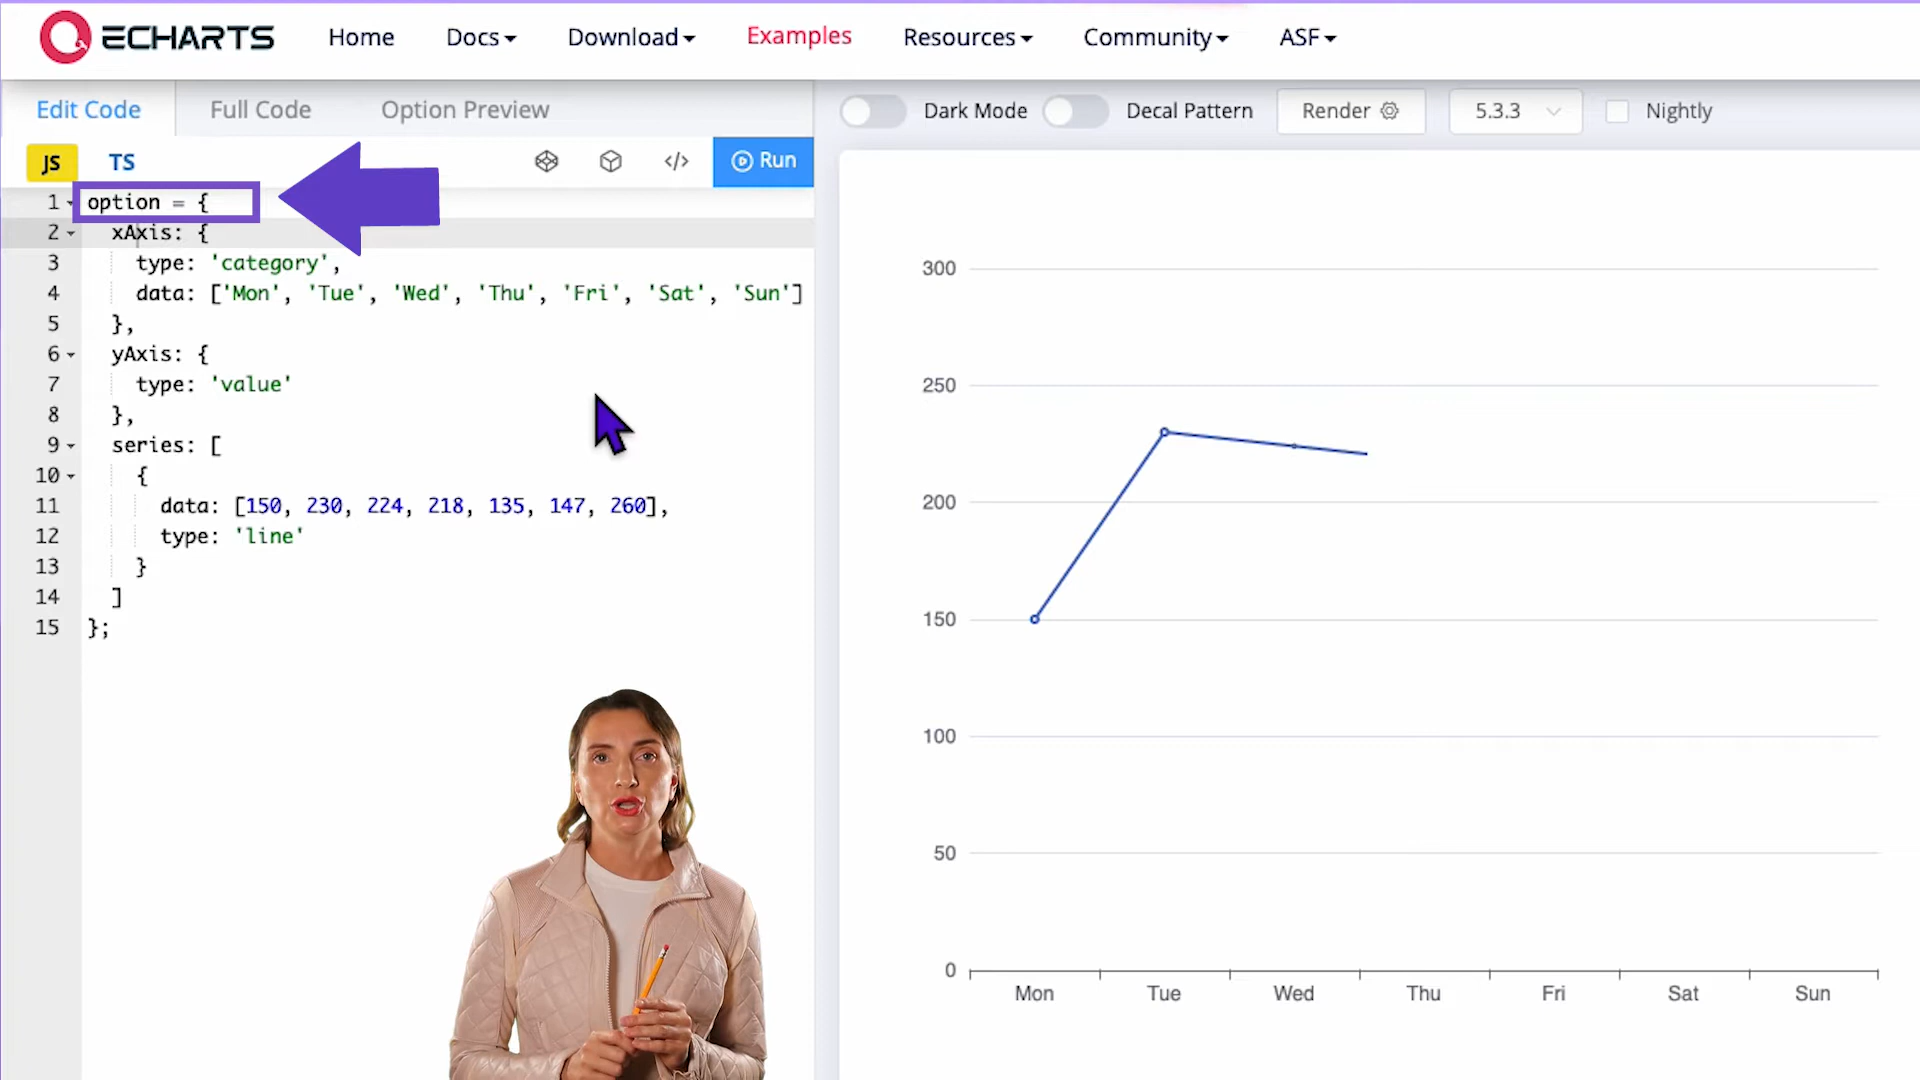 ECHARTS Home Docs Download Examples Resources Community ASF
Edit Code Full Code Option Preview
Dark Mode Decal Pattern Render 5.3.3 Nightly
JS TS </> Run
1 option = {
2 xAxis: {
3 type: 'category',
4 data: ['Mon', 'Tue', 'Wed', 'Thu', 'Fri', 'Sat', 'Sun']
5 },
6 yAxis: {
7 type: 'value'
8 },
9 series: [
10 {
11 data: [150, 230, 224, 218, 135, 147, 260],
12 type: 'line'
13 }
14 ]
15 };
300
250
200
150
100
50
0
Mon Tue Wed Thu Fri Sat Sun